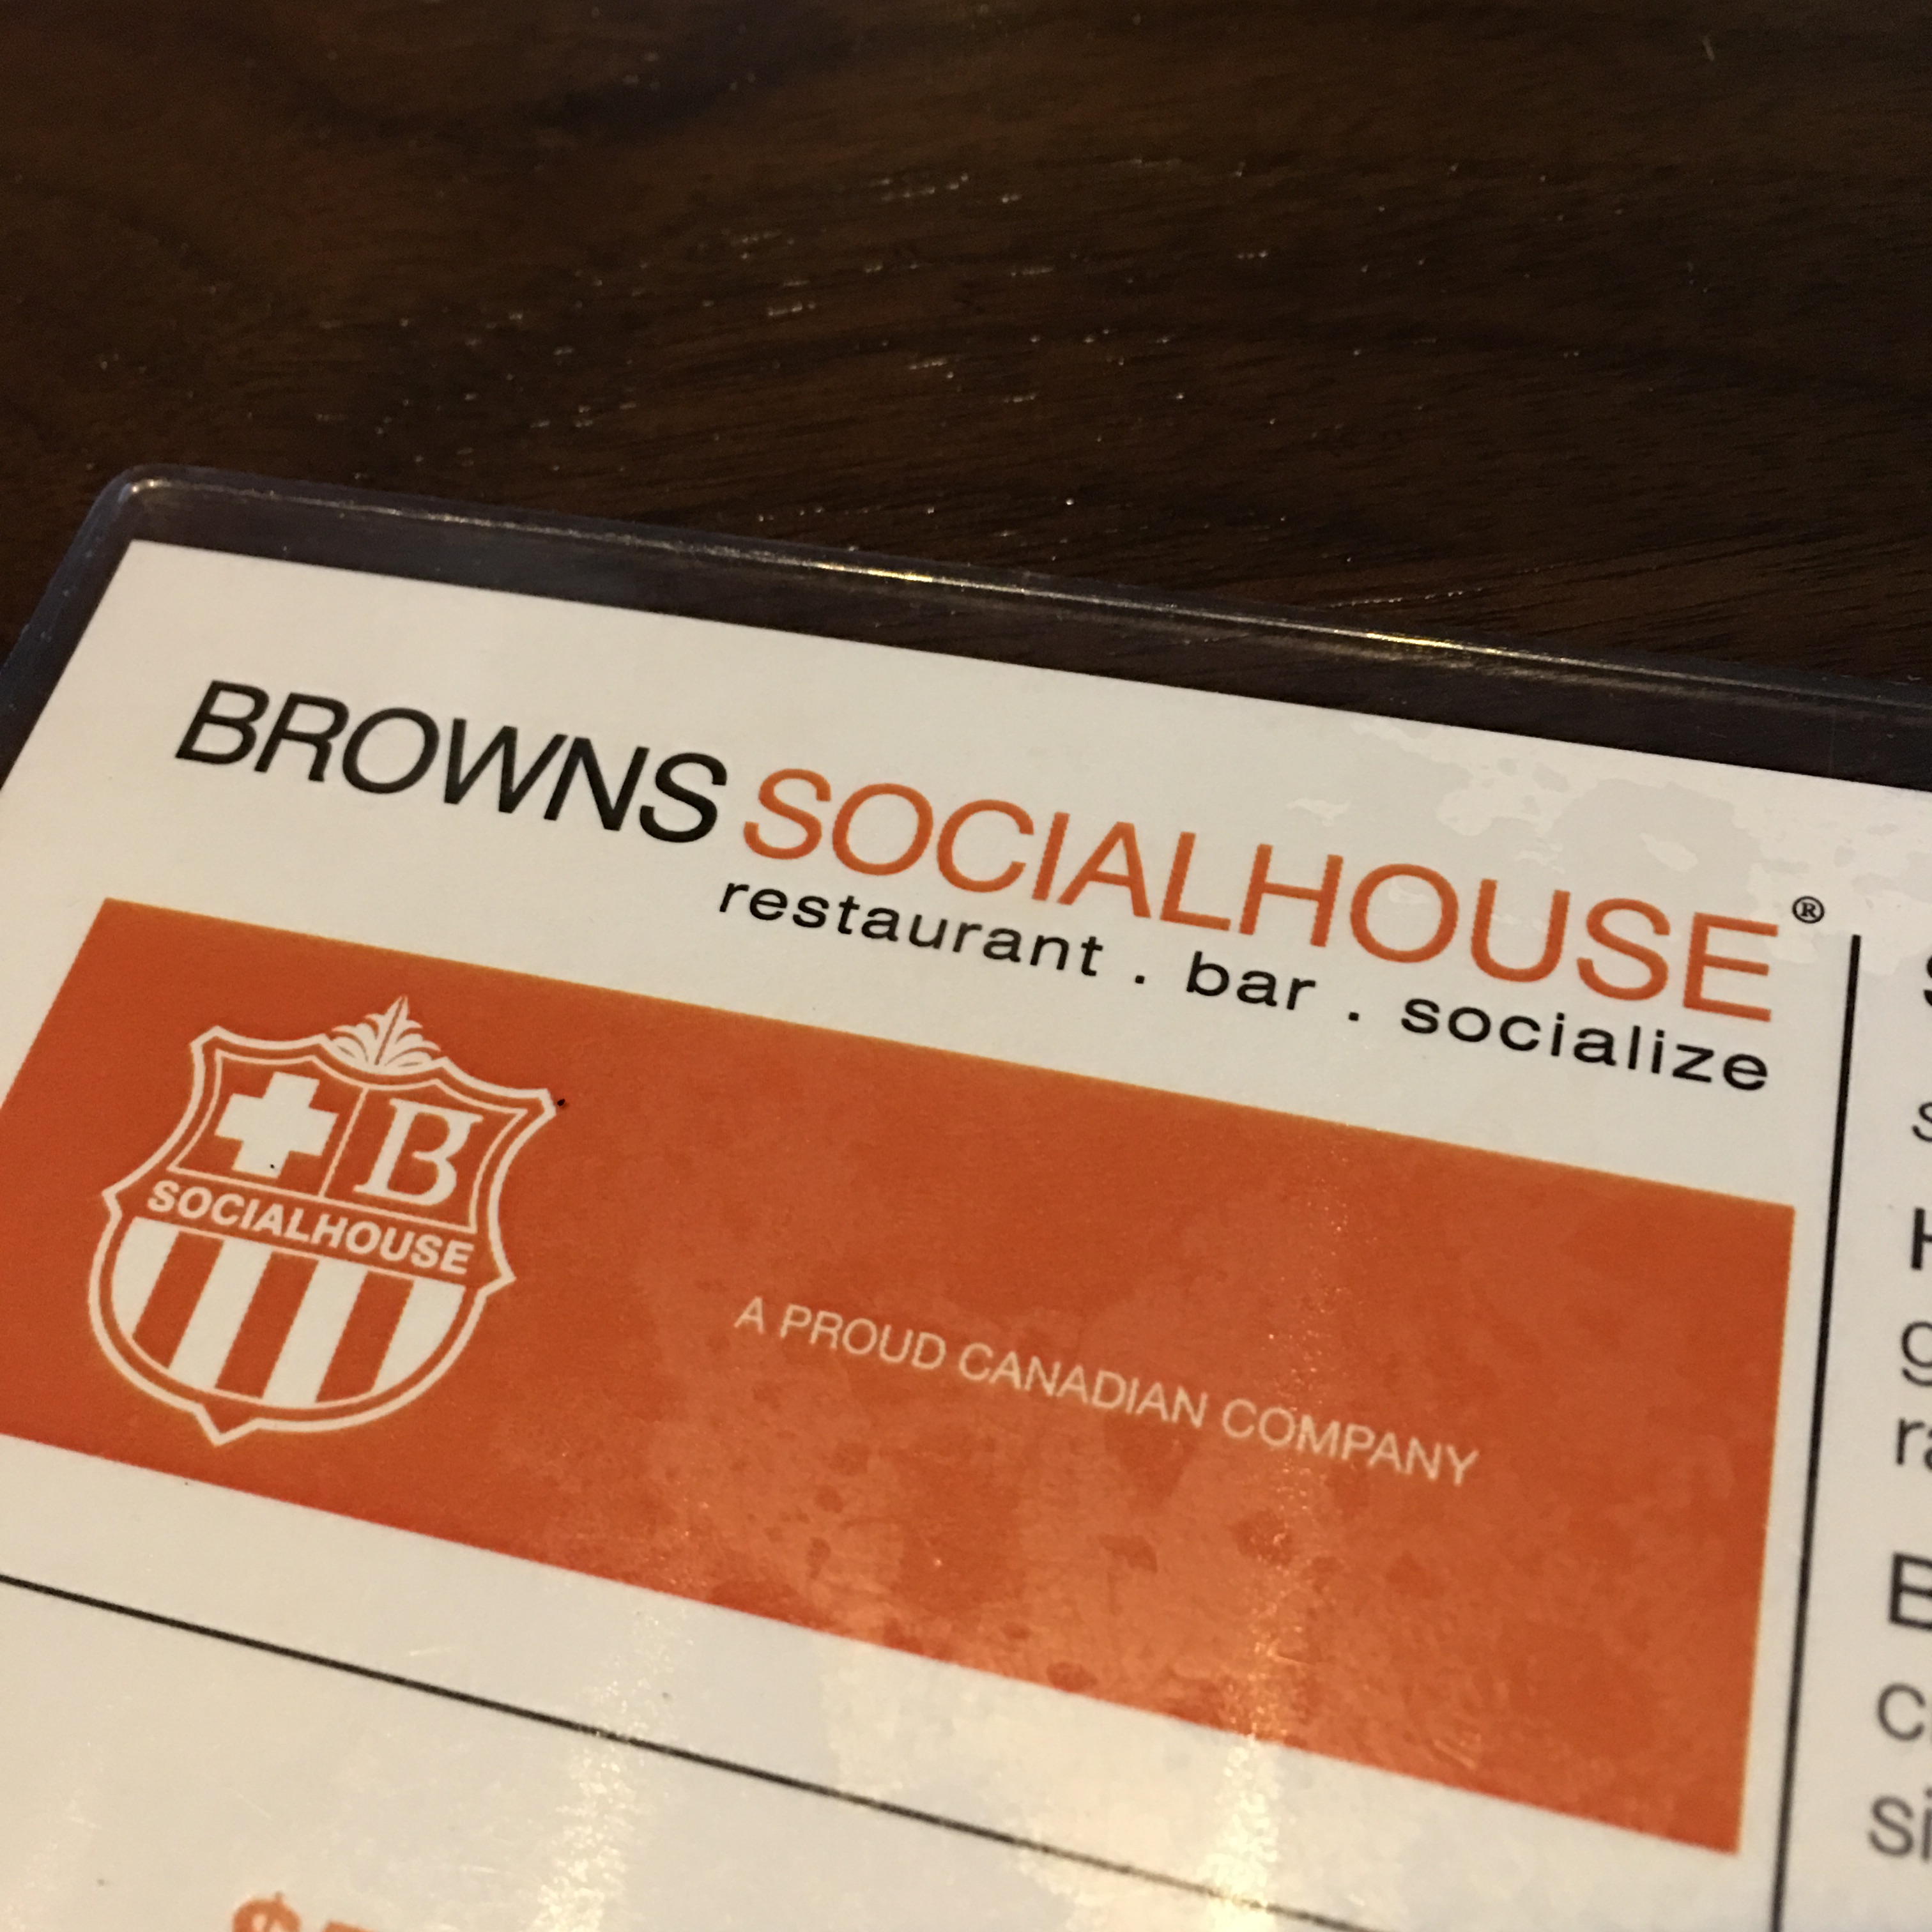 BROWNS SOCIALHOUSE®
restaurant . bar . socialize
B
SOCIALHOUSE
A PROUD CANADIAN COMPANY